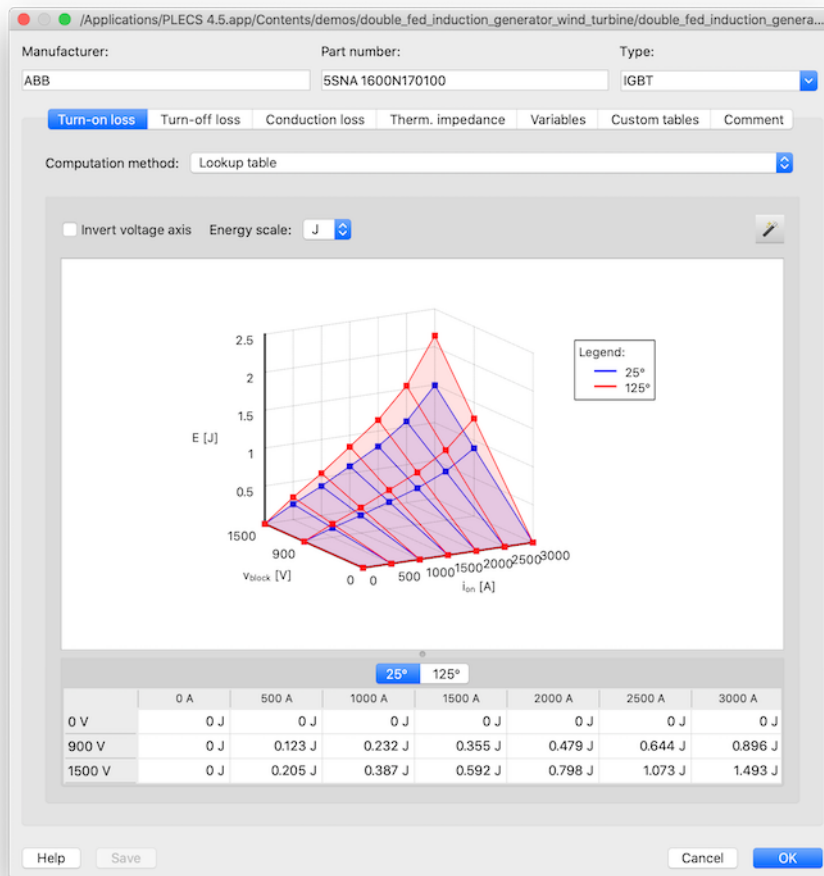 /Applications/PLECS 4.5.app/Contents/demos/double_fed_induction_generator_wind_turbine/double_fed_induction_genera...
Manufacturer: Part number: Type:
ABB 5SNA 1600N170100 IGBT
Turn-on loss Turn-off loss Conduction loss Therm. impedance Variables Custom tables Comment
Computation method: Lookup table
Invert voltage axis Energy scale: J
2.5
Legend:
2
25°
125°
1.5
E [J]
1
0.5
1500
900
0 0 500 1000 1500 2000 2500 3000
v_block [V] i_on [A]
25° 125°
0 A 500 A 1000 A 1500 A 2000 A 2500 A 3000 A
0 V 0 J 0 J 0 J 0 J 0 J 0 J 0 J
900 V 0 J 0.123 J 0.232 J 0.355 J 0.479 J 0.644 J 0.896 J
1500 V 0 J 0.205 J 0.387 J 0.592 J 0.798 J 1.073 J 1.493 J
Help Save Cancel OK